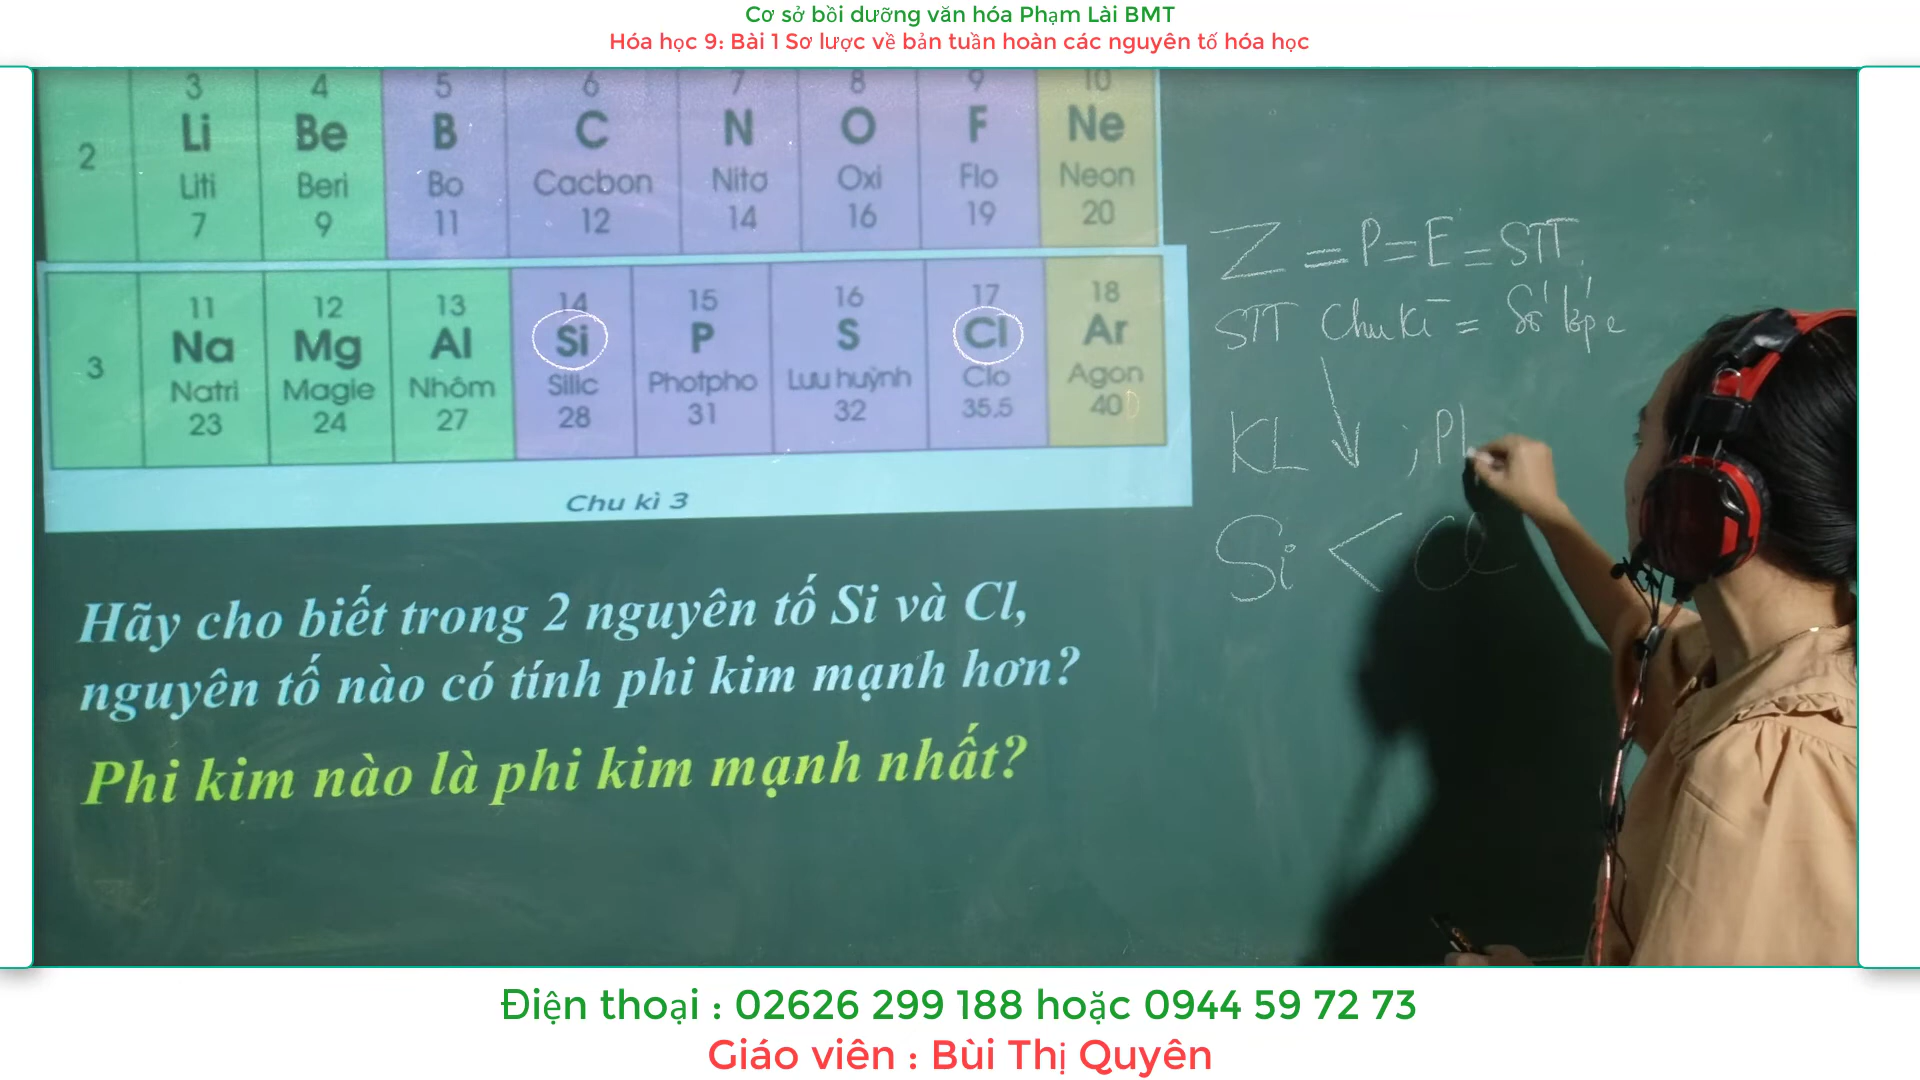 Cơ sở bồi dưỡng văn hóa Phạm Lài BMT
Hóa học 9: Bài 1 Sơ lược về bản tuần hoàn các nguyên tố hóa học
3 4 5 6 7 8 9 10
2 Li Be B C N O F Ne
Liti Beri Bo Cacbon Nitơ Oxi Flo Neon
7 9 11 12 14 16 19 20
11 12 13 14 15 16 17 18
3 Na Mg Al Si P S Cl Ar
Natri Magie Nhôm Silic Photpho Lưu huỳnh Clo Agon
23 24 27 28 31 32 35,5 40
Chu kì 3
Z = P = E = STT
STT Chu kì = Số lớp e
KL ↓ ; P
Si < Cl
Hãy cho biết trong 2 nguyên tố Si và Cl,
nguyên tố nào có tính phi kim mạnh hơn?
Phi kim nào là phi kim mạnh nhất?
Điện thoại : 02626 299 188 hoặc 0944 59 72 73
Giáo viên : Bùi Thị Quyên